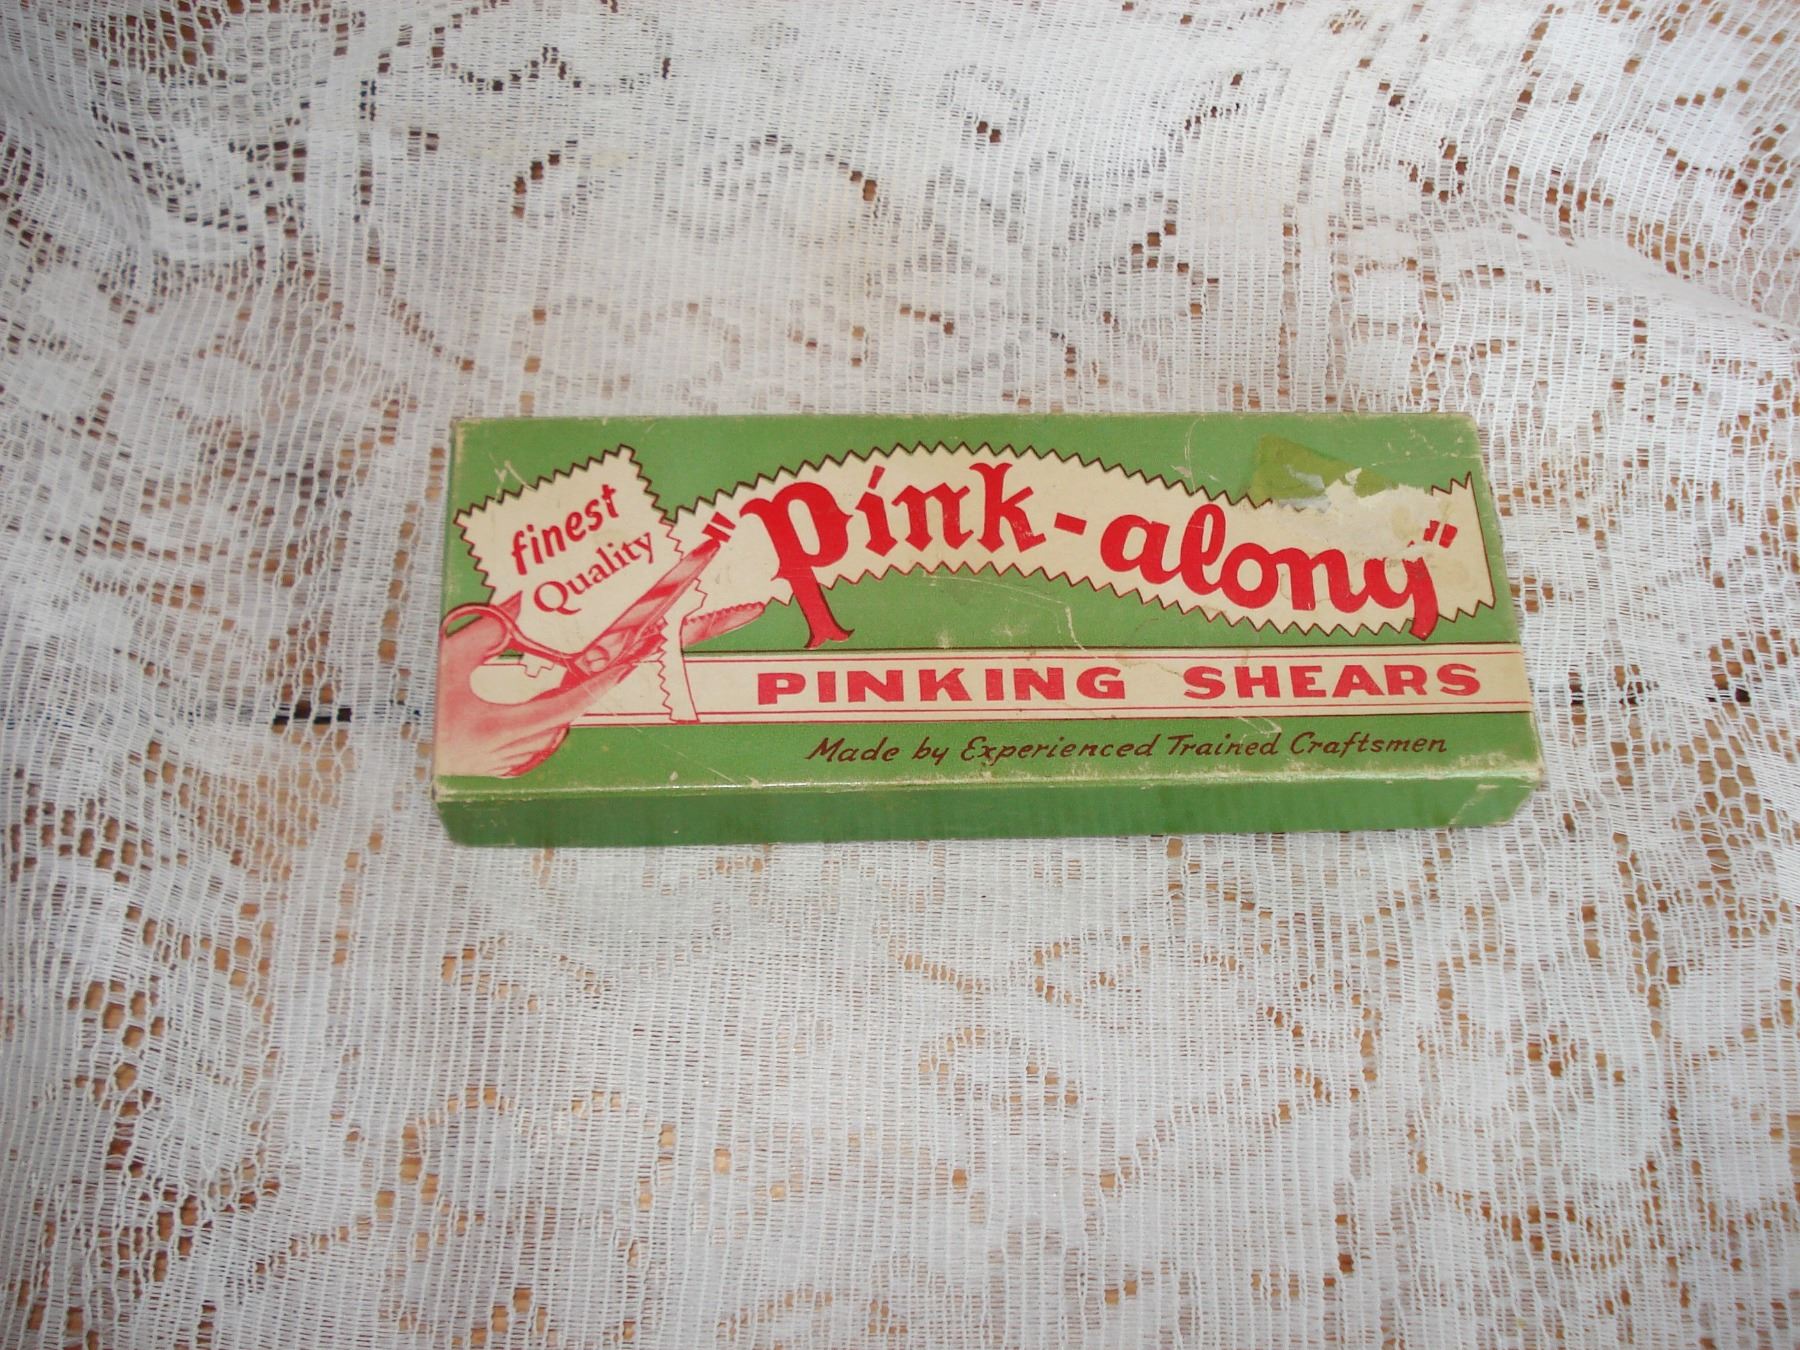 finest
Quality
"Pink-along"
PINKING SHEARS
Made by Experienced Trained Craftsmen